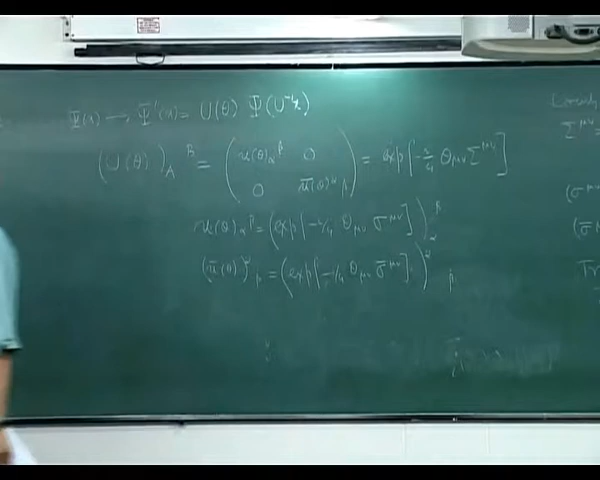 Ψ(x) → Ψ'(x) = U(θ) Ψ(U⁻¹x)
(U(θ))_A^B = ( u(θ)_α^β 0 ; 0 ū(θ)^α̇_β̇ ) = exp[-i/4 θ_μν Σ^μν]
u(θ)_α^β = (exp[-i/4 θ_μν σ^μν])_α^β
(ū(θ))^α̇_β̇ = (exp[-i/4 θ_μν σ̄^μν])^α̇_β̇
Σ^μν =
(σ^μν
(σ̄^μν
Tr